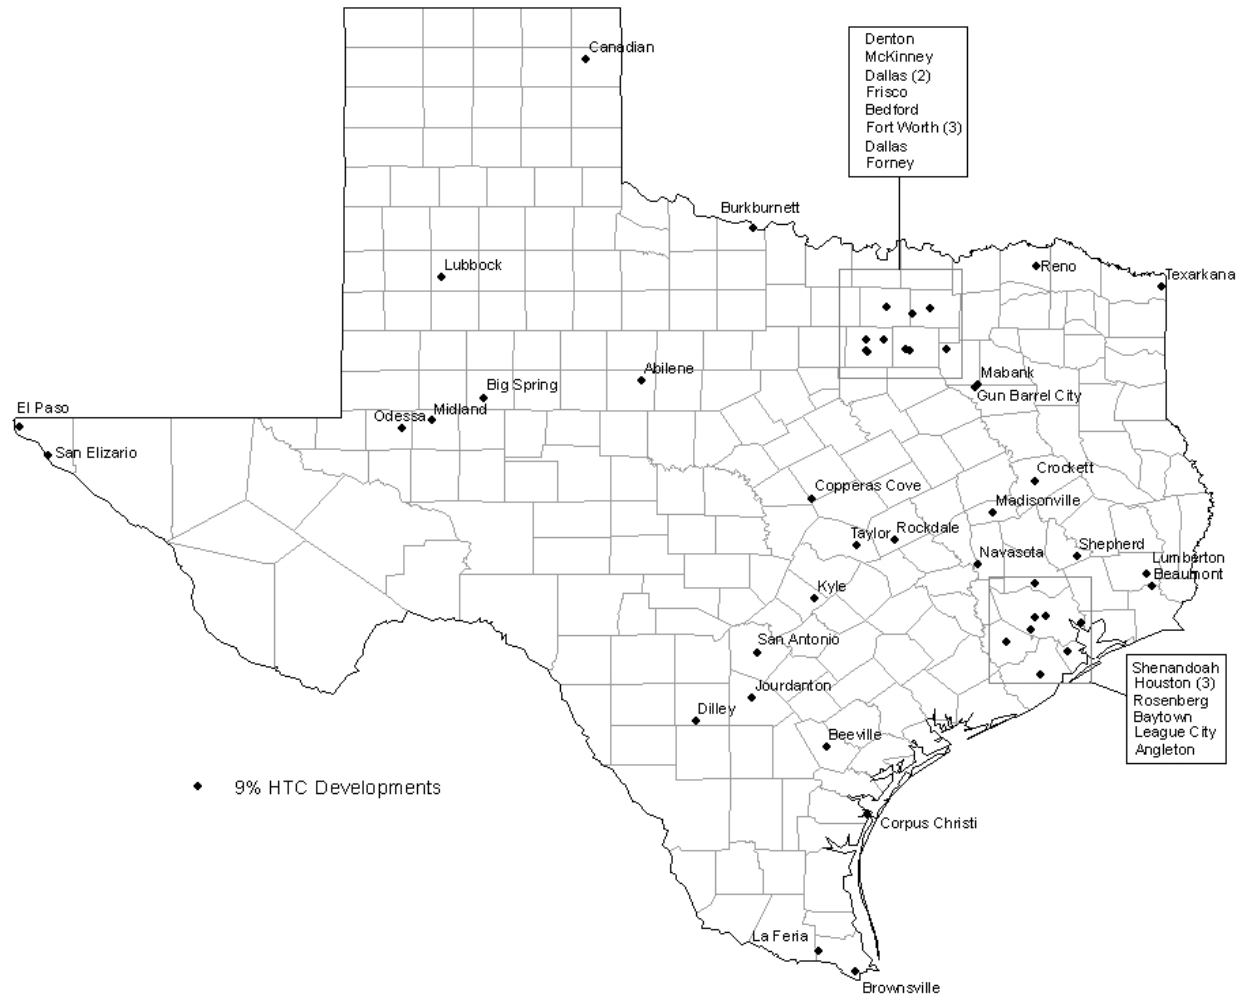 Canadian
Denton
McKinney
Dallas (2)
Frisco
Bedford
Fort Worth (3)
Dallas
Forney
Burkburnett
Lubbock
Reno
Texarkana
Abilene
Big Spring
Mabank
Gun Barrel City
El Paso
Odessa
Midland
San Elizario
Crockett
Copperas Cove
Madisonville
Taylor
Rockdale
Navasota
Shepherd
Lumberton
Beaumont
Kyle
San Antonio
Shenandoah
Houston (3)
Rosenberg
Baytown
League City
Angleton
Jourdanton
Dilley
Beeville
9% HTC Developments
Corpus Christi
La Feria
Brownsville